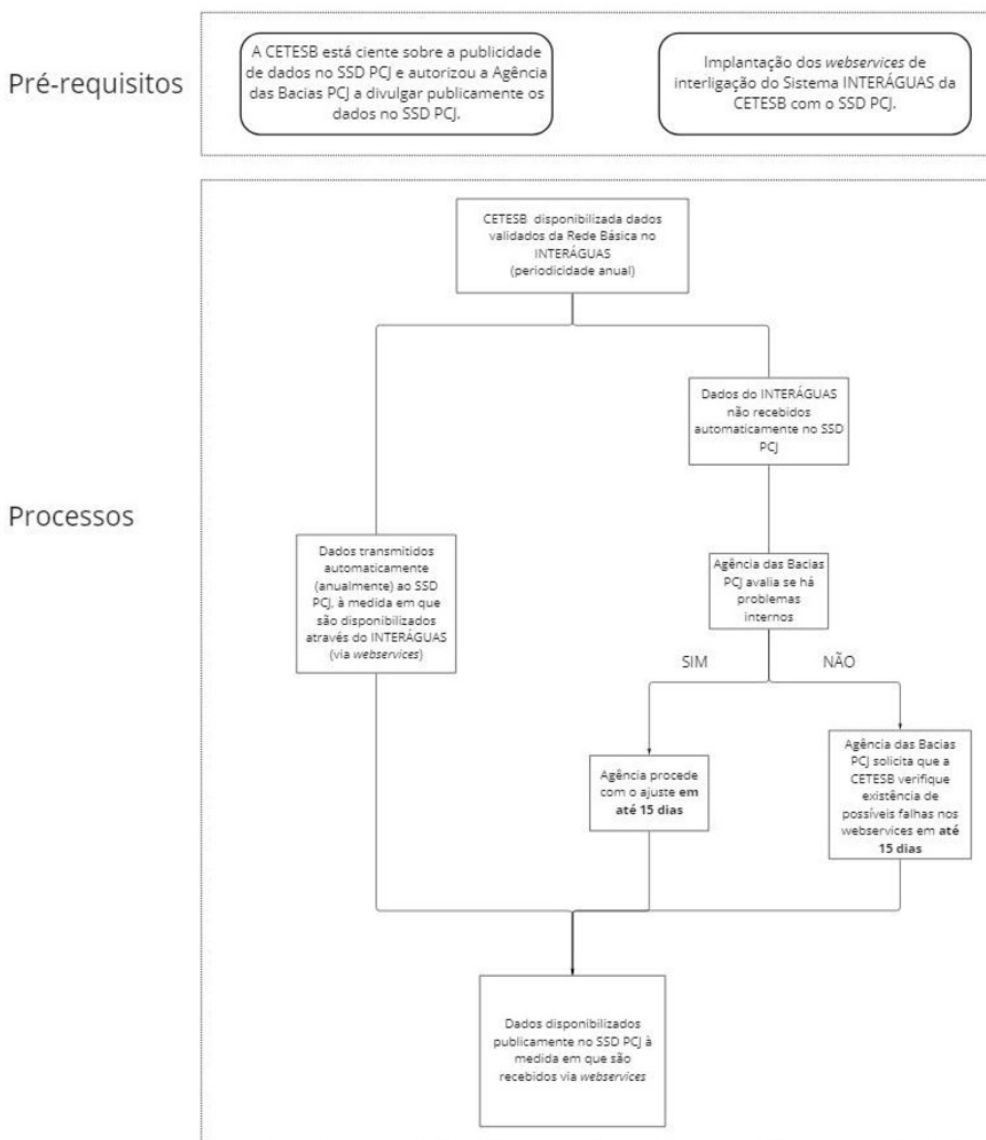 Pré-requisitos
A CETESB está ciente sobre a publicidade
de dados no SSD PCJ e autorizou a Agência
das Bacias PCJ a divulgar publicamente os
dados no SSD PCJ.
Implantação dos webservices de
interligação do Sistema INTERÁGUAS da
CETESB com o SSD PCJ.
Processos
CETESB disponibilizada dados
validados da Rede Básica no
INTERÁGUAS
(periodicidade anual)
Dados do INTERÁGUAS
não recebidos
automaticamente no SSD
PCJ
Dados transmitidos
automaticamente
(anualmente) ao SSD
PCJ, à medida em que
são disponibilizados
através do INTERÁGUAS
(via webservices)
Agência das Bacias
PCJ avalia se há
problemas
internos
SIM
NÃO
Agência procede
com o ajuste em
até 15 dias
Agência das Bacias
PCJ solicita que a
CETESB verifique
existência de
possíveis falhas nos
webservices em até
15 dias
Dados disponibilizados
publicamente no SSD PCJ à
medida em que são
recebidos via webservices